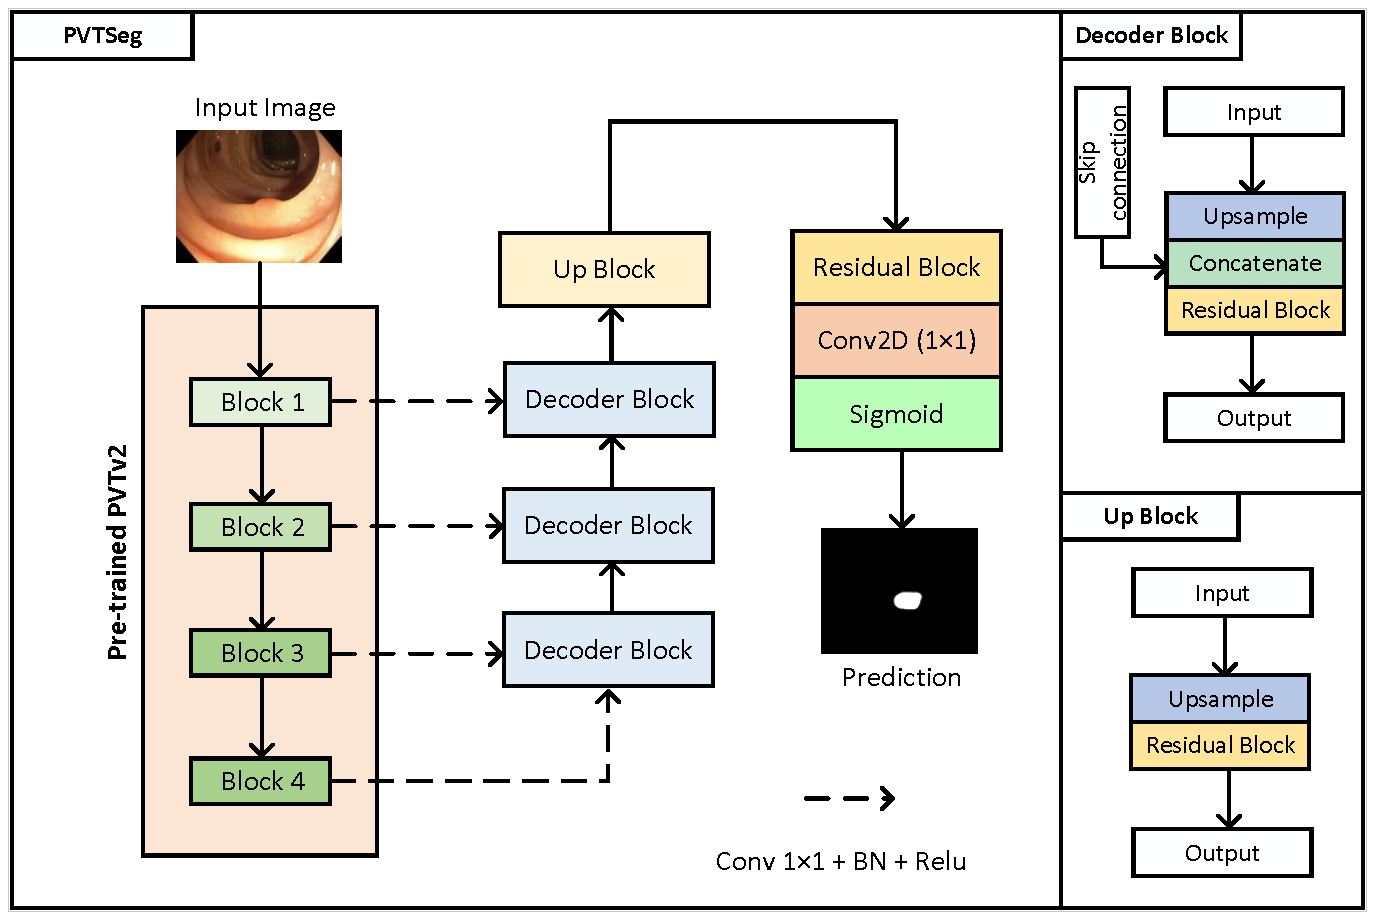 PVTSeg
Input Image
Pre-trained PVTv2
Block 1
Block 2
Block 3
Block 4
Up Block
Decoder Block
Decoder Block
Decoder Block
Residual Block
Conv2D (1×1)
Sigmoid
Prediction
Conv 1×1 + BN + Relu
Decoder Block
Skip
connection
Input
Upsample
Concatenate
Residual Block
Output
Up Block
Input
Upsample
Residual Block
Output